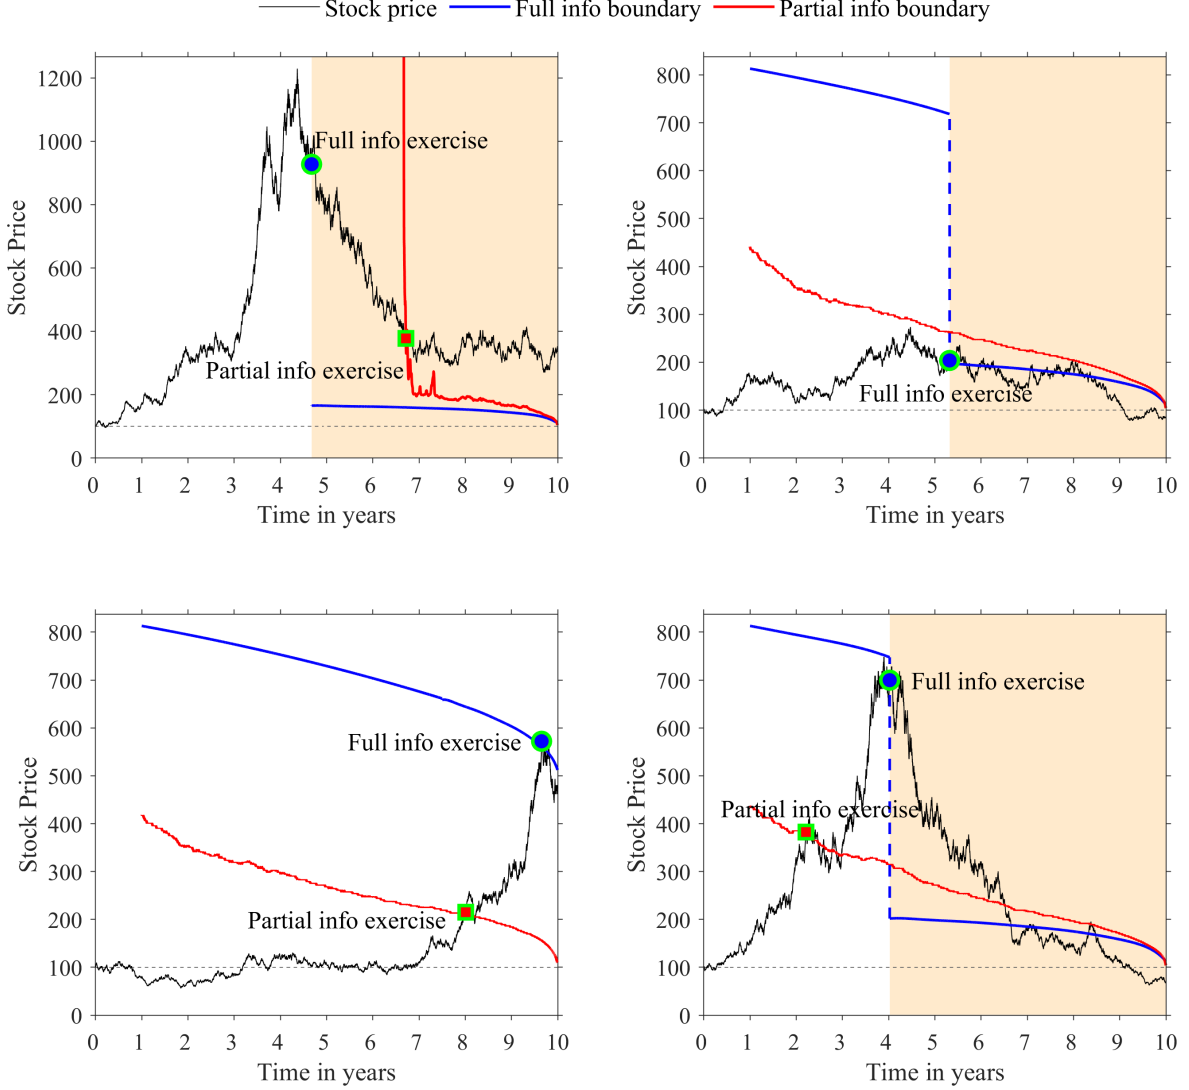 Stock price Full info boundary Partial info boundary
1200
1000
800
600
400
200
0
Stock Price
Full info exercise
Partial info exercise
0 1 2 3 4 5 6 7 8 9 10
Time in years
800
700
600
500
400
300
200
100
0
Stock Price
Full info exercise
0 1 2 3 4 5 6 7 8 9 10
Time in years
800
700
600
500
400
300
200
100
0
Stock Price
Full info exercise
Partial info exercise
0 1 2 3 4 5 6 7 8 9 10
Time in years
800
700
600
500
400
300
200
100
0
Stock Price
Full info exercise
Partial info exercise
0 1 2 3 4 5 6 7 8 9 10
Time in years